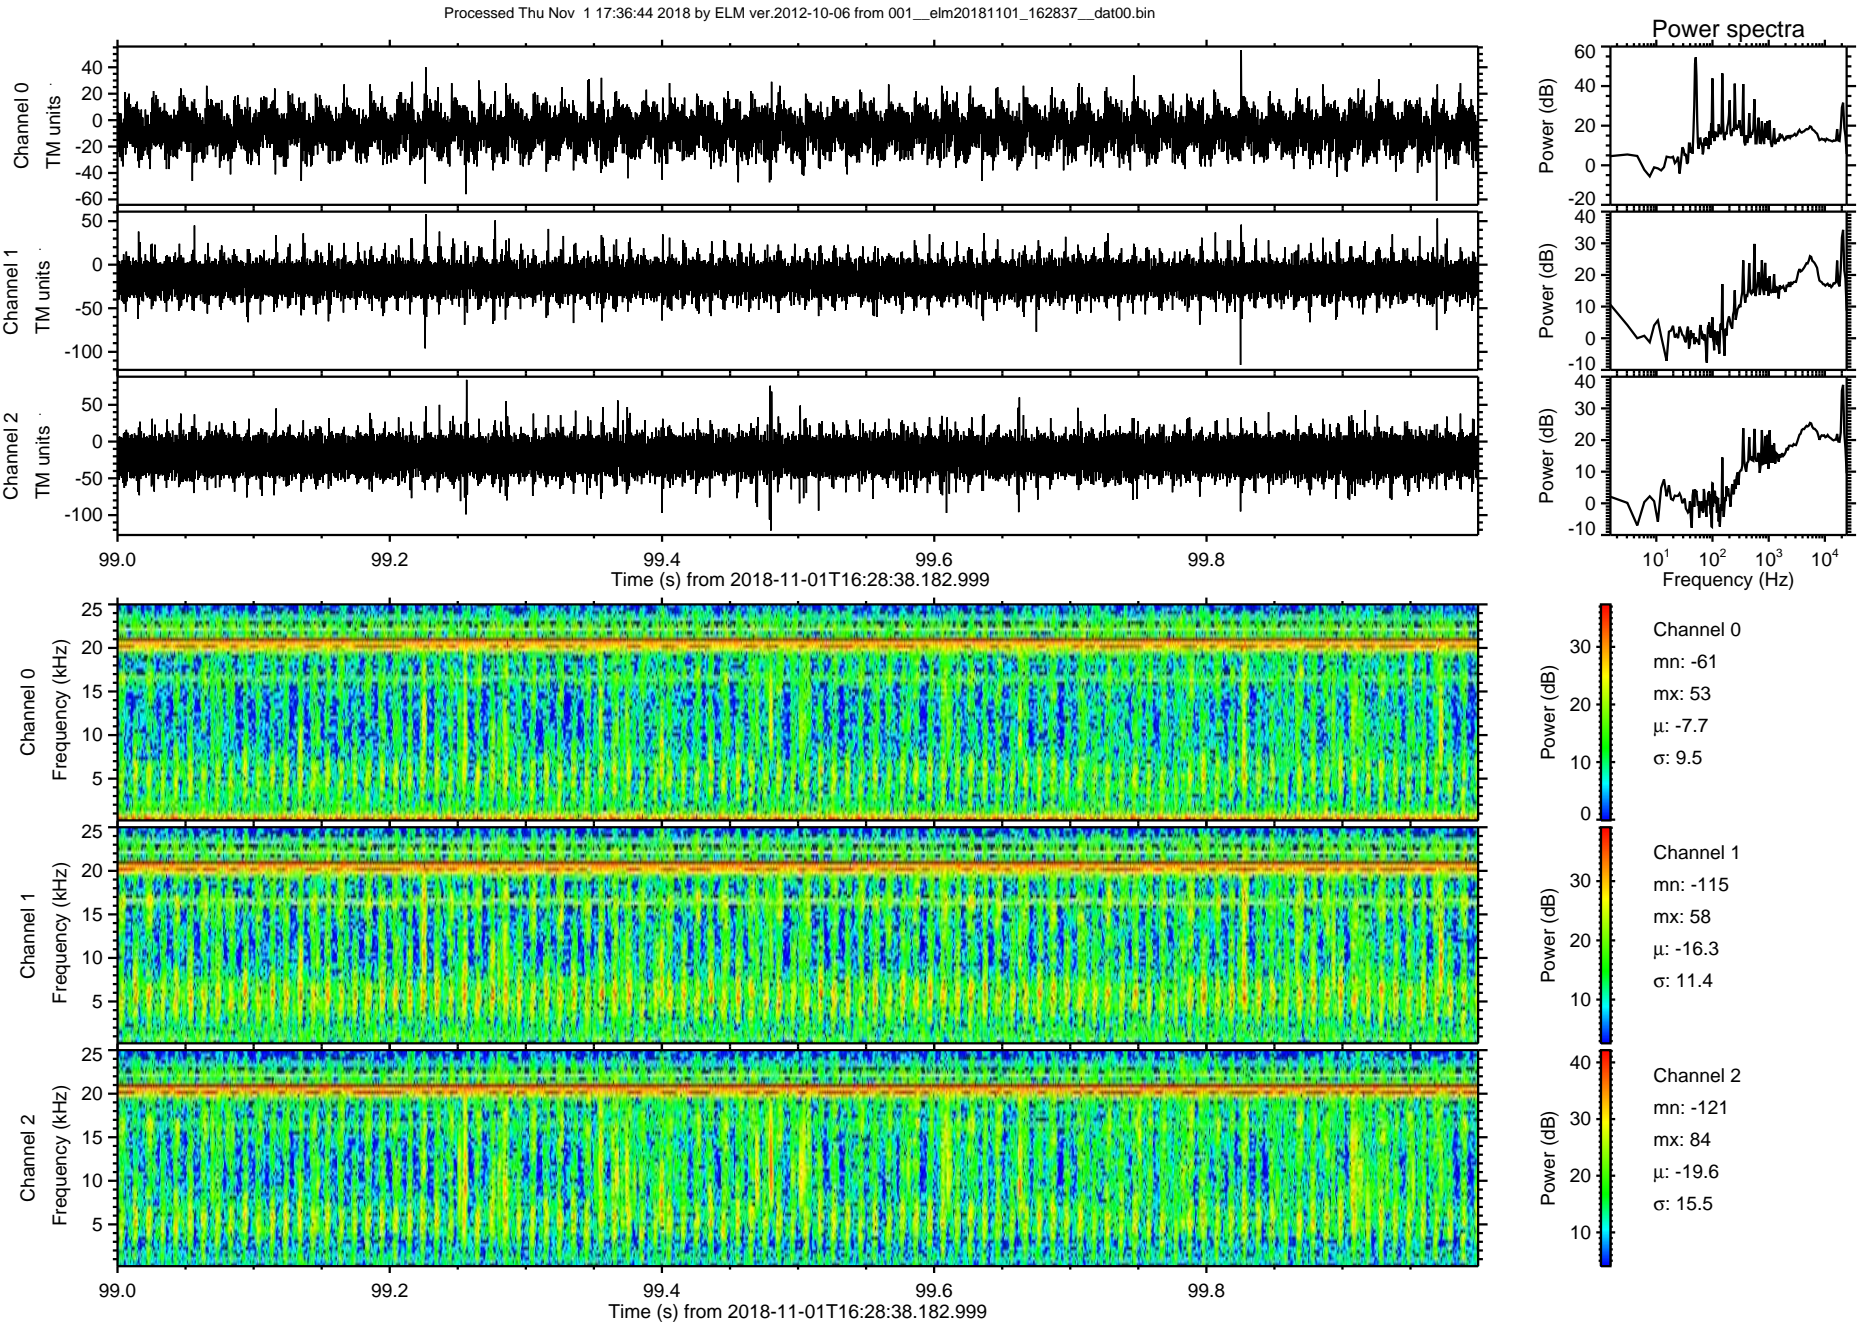 Processed Thu Nov  1 17:36:44 2018 by ELM ver.2012-10-06 from 001__elm20181101_162837__dat00.bin
Power spectra
Channel 0
TM units
40
20
0
-20
-40
-60
Power (dB)
60
40
20
0
-20
Channel 1
TM units
50
0
-50
-100
Power (dB)
40
30
20
10
0
-10
Channel 2
TM units
50
0
-50
-100
Power (dB)
40
30
20
10
0
-10
99.0 99.2 99.4 99.6 99.8
Time (s) from 2018-11-01T16:28:38.182.999
10¹ 10² 10³ 10⁴
Frequency (Hz)
Channel 0
Frequency (kHz)
25
20
15
10
5
Power (dB)
30
20
10
0
Channel 0
mn: -61
mx: 53
μ: -7.7
σ: 9.5
Channel 1
Frequency (kHz)
25
20
15
10
5
Power (dB)
30
20
10
Channel 1
mn: -115
mx: 58
μ: -16.3
σ: 11.4
Channel 2
Frequency (kHz)
25
20
15
10
5
Power (dB)
40
30
20
10
Channel 2
mn: -121
mx: 84
μ: -19.6
σ: 15.5
99.0 99.2 99.4 99.6 99.8
Time (s) from 2018-11-01T16:28:38.182.999